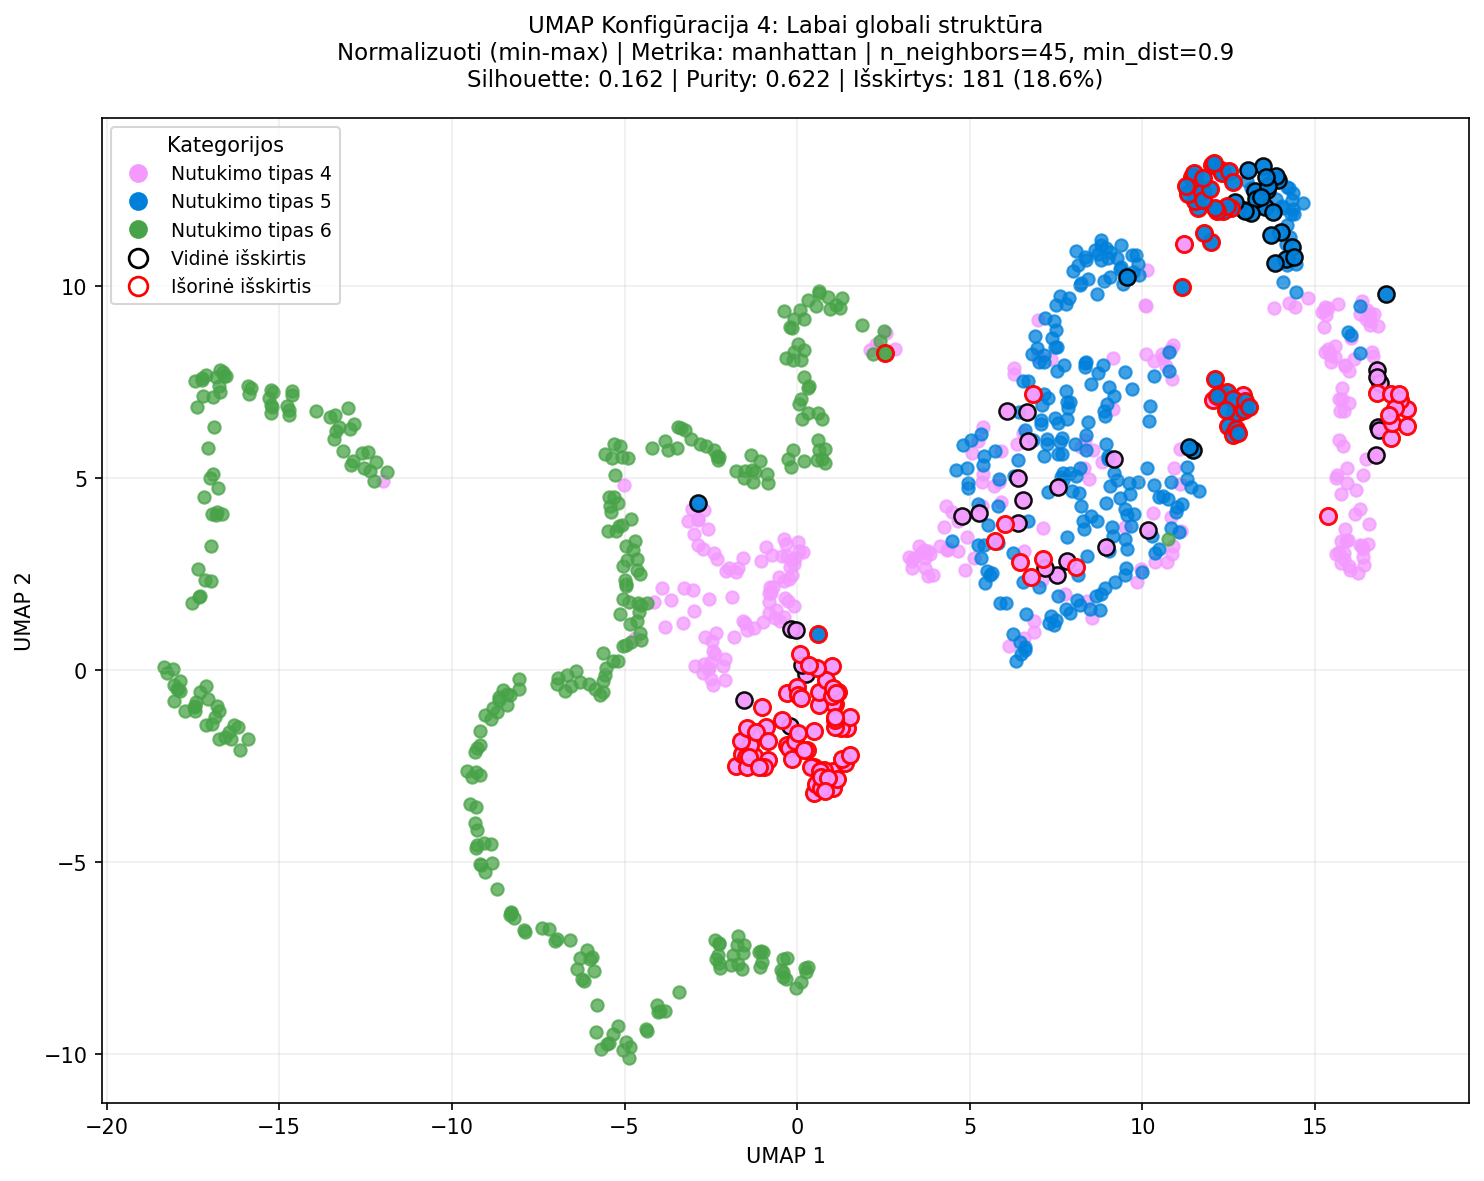 UMAP Konfigūracija 4: Labai globali struktūra
Normalizuoti (min-max) | Metrika: manhattan | n_neighbors=45, min_dist=0.9
Silhouette: 0.162 | Purity: 0.622 | Išskirtys: 181 (18.6%)
Kategorijos
Nutukimo tipas 4
Nutukimo tipas 5
Nutukimo tipas 6
Vidinė išskirtis
Išorinė išskirtis
10
5
0
−5
−10
UMAP 2
−20
−15
−10
−5
0
5
10
15
UMAP 1